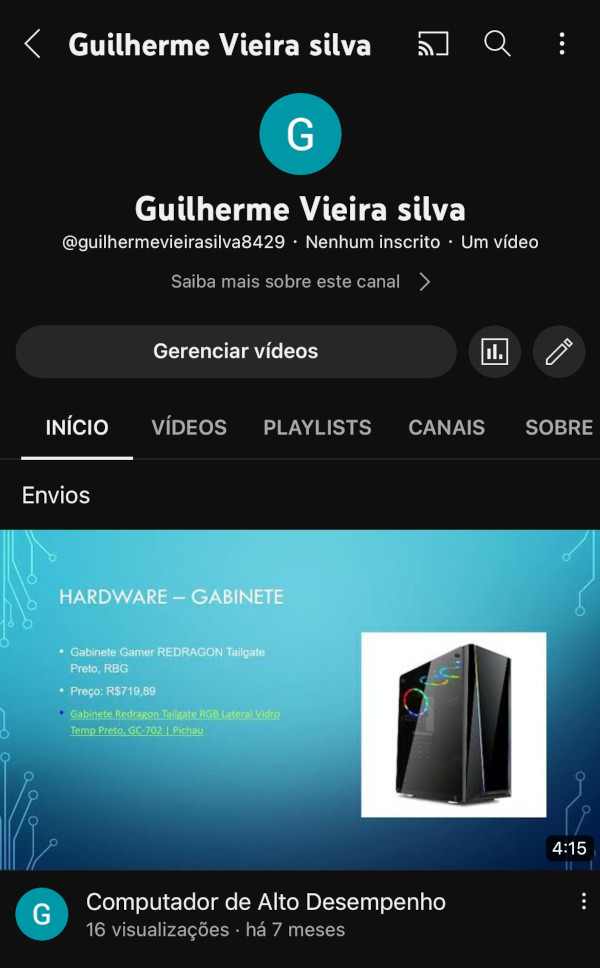 Guilherme Vieira silva
G
Guilherme Vieira silva
@guilhermevieirasilva8429 · Nenhum inscrito · Um vídeo
Saiba mais sobre este canal
Gerenciar vídeos
INÍCIO VÍDEOS PLAYLISTS CANAIS SOBRE
Envios
HARDWARE – GABINETE
• Gabinete Gamer REDRAGON Tailgate
Preto, RBG
• Preço: R$719,89
• Gabinete Redragon Tailgate RGB Lateral Vidro
Temp Preto, GC-702 | Pichau
4:15
G
Computador de Alto Desempenho
16 visualizações · há 7 meses